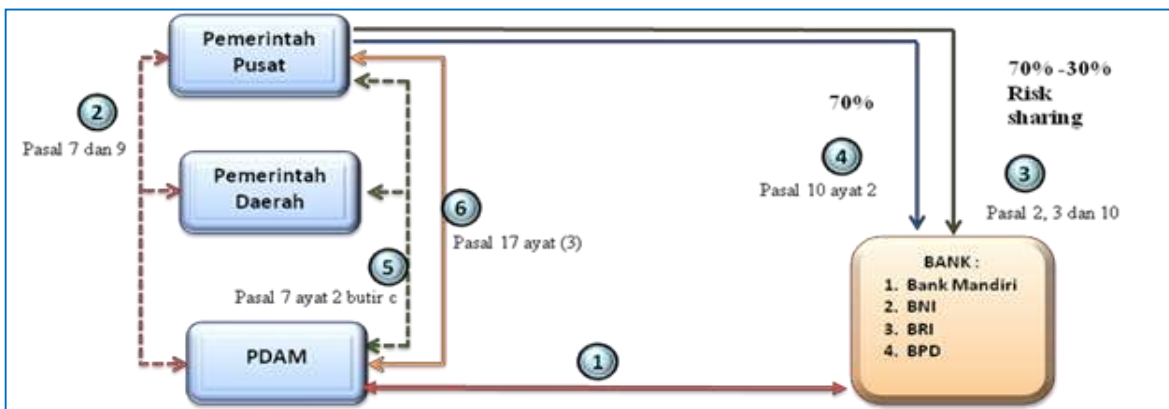 Pemerintah
Pusat
2
Pasal 7 dan 9
Pemerintah
Daerah
6
Pasal 17 ayat (3)
5
Pasal 7 ayat 2 butir c
PDAM
1
70%
4
Pasal 10 ayat 2
70% -30%
Risk
sharing
3
Pasal 2, 3 dan 10
BANK :
1. Bank Mandiri
2. BNI
3. BRI
4. BPD